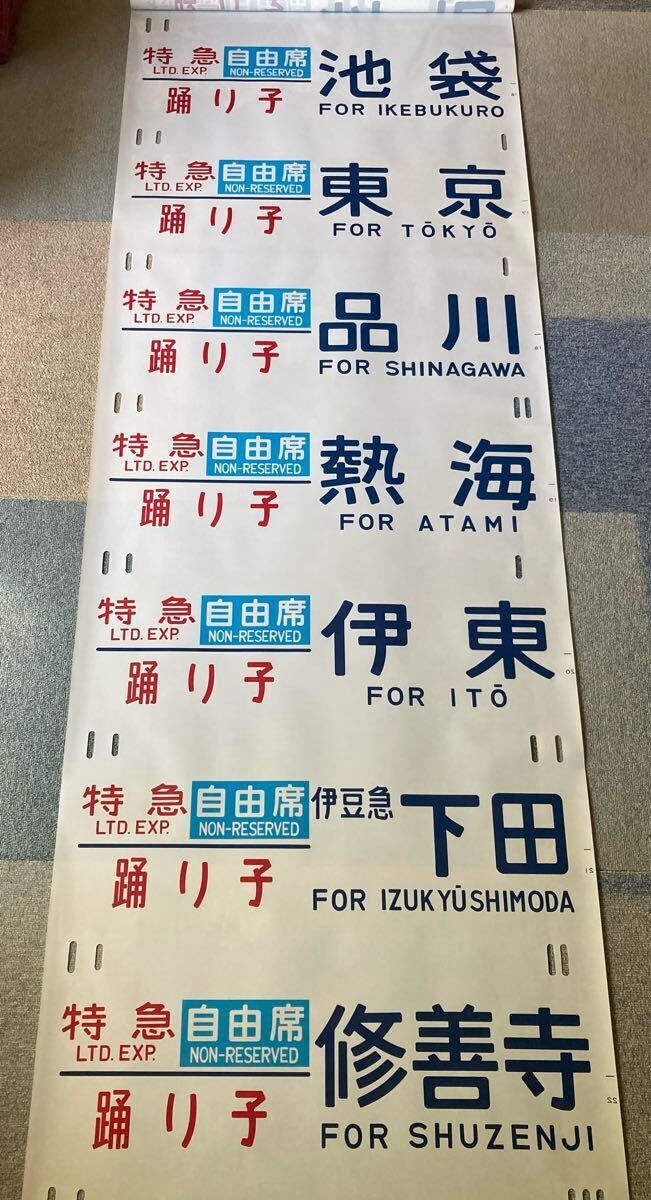 特急 自由席 池袋
LTD. EXP. NON-RESERVED
踊り子 FOR IKEBUKURO
特急 自由席 東京
LTD. EXP. NON-RESERVED
踊り子 FOR TŌKYŌ
特急 自由席 品川
LTD. EXP. NON-RESERVED
踊り子 FOR SHINAGAWA
特急 自由席 熱海
LTD. EXP. NON-RESERVED
踊り子 FOR ATAMI
特急 自由席 伊東
LTD. EXP. NON-RESERVED
踊り子 FOR ITŌ
特急 自由席 伊豆急下田
LTD. EXP. NON-RESERVED
踊り子 FOR IZUKYŪSHIMODA
特急 自由席 修善寺
LTD. EXP. NON-RESERVED
踊り子 FOR SHUZENJI